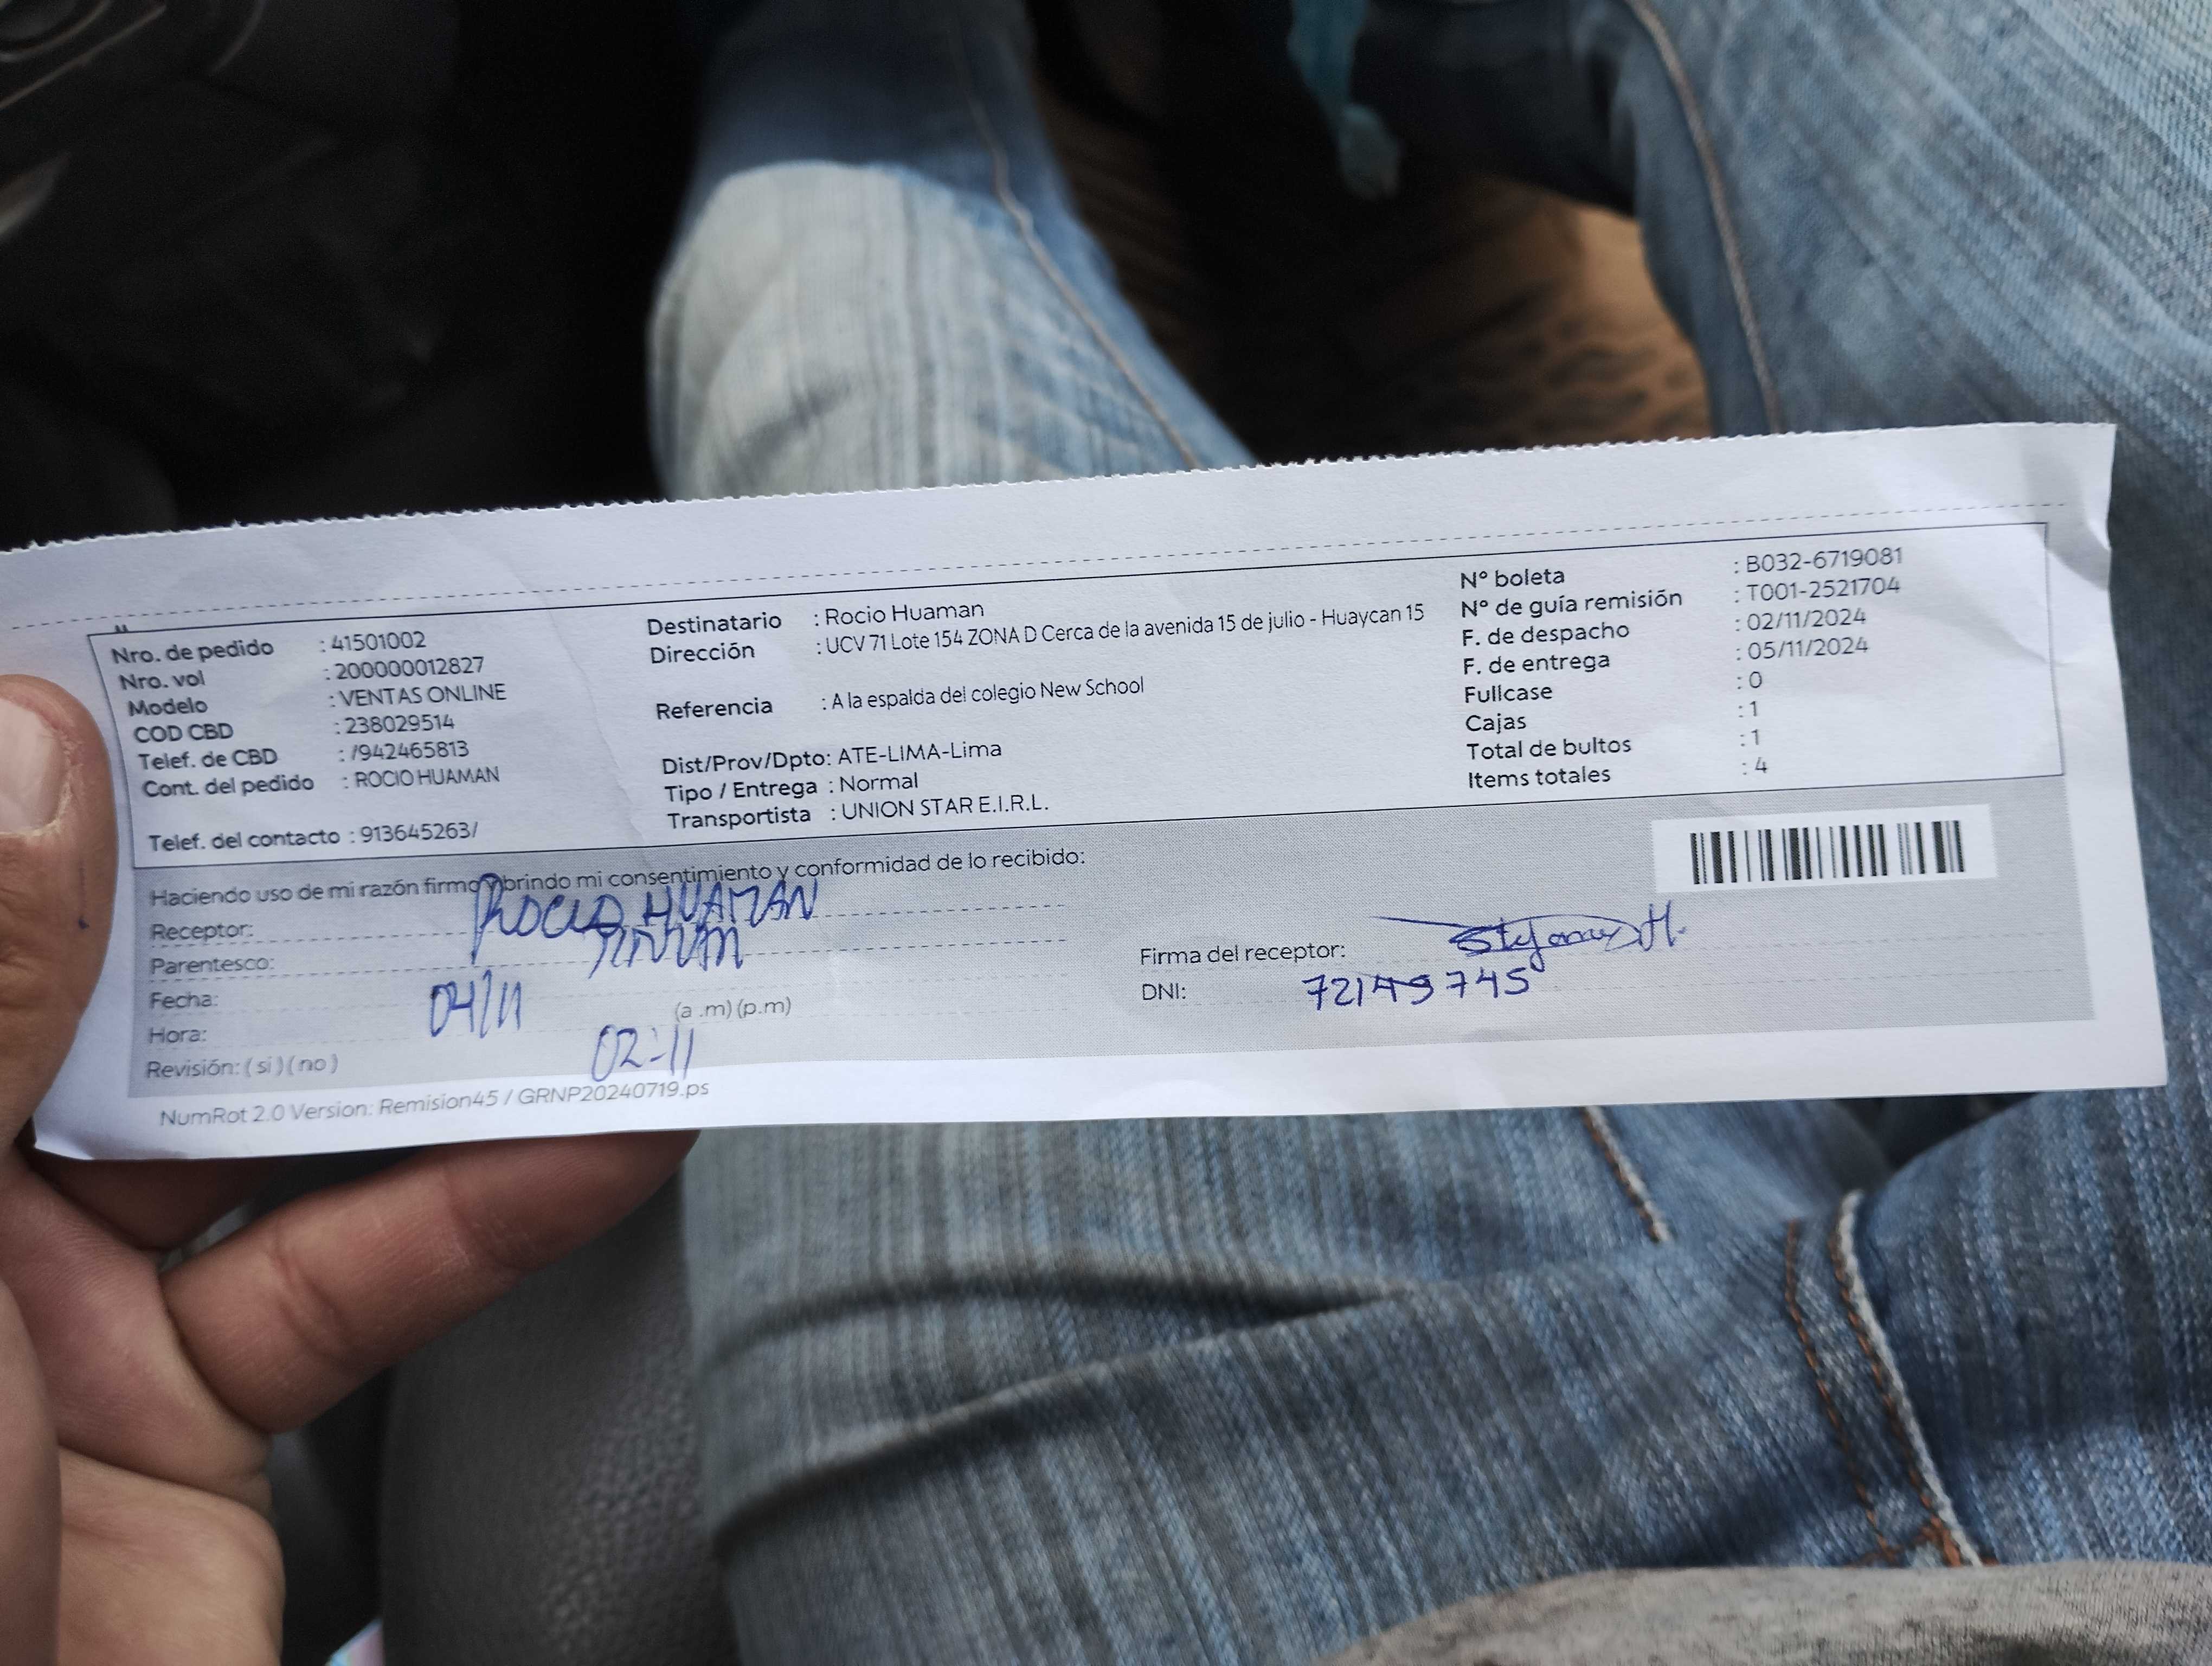 Nro. de pedido : 41501002
Nro. vol : 200000012827
Modelo : VENTAS ONLINE
COD CBD : 238029514
Telef. de CBD : /942465813
Cont. del pedido : ROCIO HUAMAN
Telef. del contacto : 913645263/
Destinatario : Rocio Huaman
Dirección : UCV 71 Lote 154 ZONA D Cerca de la avenida 15 de julio - Huaycan 15
Referencia : A la espalda del colegio New School
Dist/Prov/Dpto: ATE-LIMA-Lima
Tipo / Entrega : Normal
Transportista : UNION STAR E.I.R.L.
N° boleta : B032-6719081
N° de guía remisión : T001-2521704
F. de despacho : 02/11/2024
F. de entrega : 05/11/2024
Fullcase : 0
Cajas : 1
Total de bultos : 1
Items totales : 4
Haciendo uso de mi razón firmo y brindo mi consentimiento y conformidad de lo recibido:
Receptor: ROCIO HUAMAN
Parentesco:
Fecha: 04/11
Hora: 02:11 (a .m) (p.m)
Revisión: ( si ) ( no )
Firma del receptor:
DNI: 72149745
NumRot 2.0 Version: Remision45 / GRNP20240719.ps